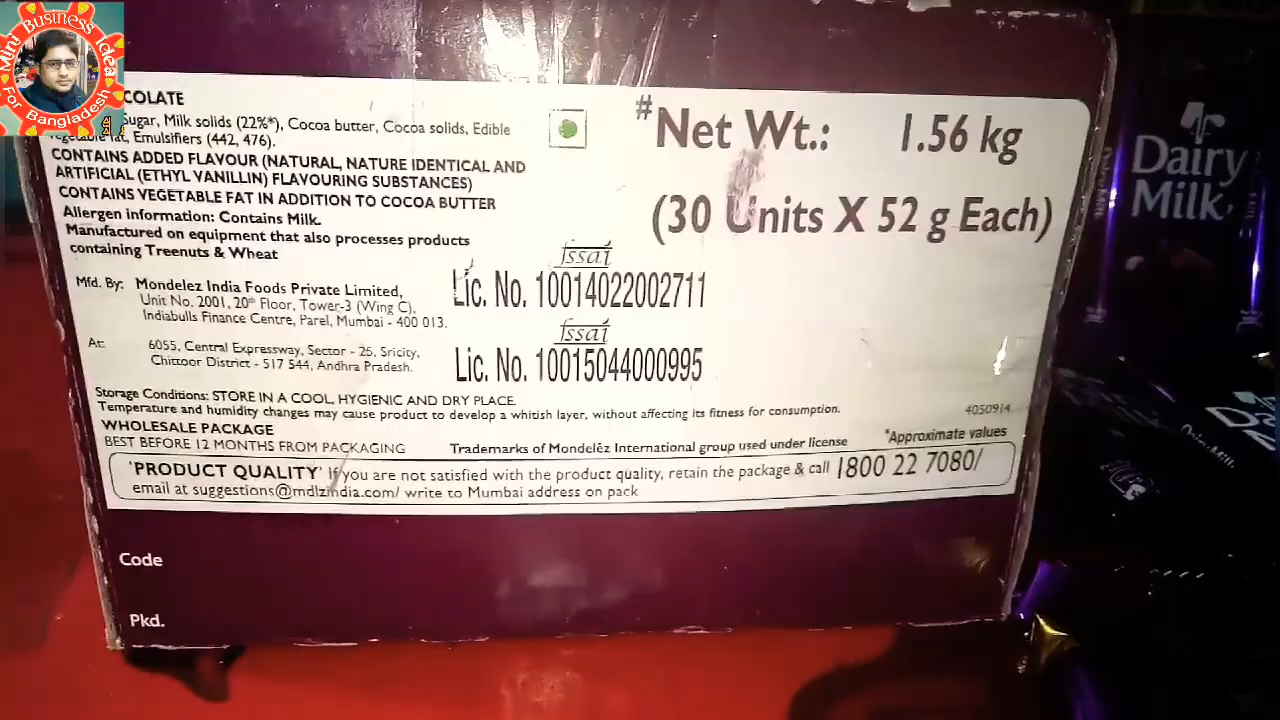 Mini Business Idea
For Bangladesh
COLATE
Sugar, Milk solids (22%*), Cocoa butter, Cocoa solids, Edible
vegetable fat, Emulsifiers (442, 476).
CONTAINS ADDED FLAVOUR (NATURAL, NATURE IDENTICAL AND
ARTIFICIAL (ETHYL VANILLIN) FLAVOURING SUBSTANCES)
CONTAINS VEGETABLE FAT IN ADDITION TO COCOA BUTTER
Allergen information: Contains Milk.
Manufactured on equipment that also processes products
containing Treenuts & Wheat
#Net Wt.: 1.56 kg
(30 Units X 52 g Each)
Mfd. By: Mondelez India Foods Private Limited,
Unit No. 2001, 20th Floor, Tower-3 (Wing C),
Indiabulls Finance Centre, Parel, Mumbai - 400 013.
At: 6055, Central Expressway, Sector - 25, Sricity,
Chittoor District - 517 544, Andhra Pradesh.
fssai
Lic. No. 10014022002711
fssai
Lic. No. 10015044000995
Storage Conditions: STORE IN A COOL, HYGIENIC AND DRY PLACE.
Temperature and humidity changes may cause product to develop a whitish layer, without affecting its fitness for consumption.
4050914
WHOLESALE PACKAGE
BEST BEFORE 12 MONTHS FROM PACKAGING
Trademarks of Mondelēz International group used under license
*Approximate values
'PRODUCT QUALITY' If you are not satisfied with the product quality, retain the package & call 1800 22 7080/
email at suggestions@mdlzindia.com/ write to Mumbai address on pack
Code
Pkd.
Dairy
Milk